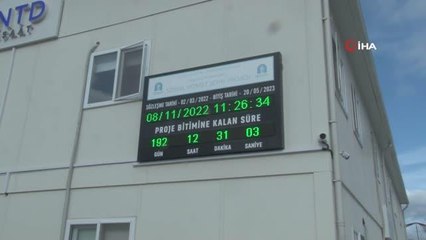 NTD
İHA
SÖZLEŞME TARİHİ - 02/03/2022 - BİTİŞ TARİHİ - 20/05/2023
08/11/2022 11:26:34
PROJE BİTİMİNE KALAN SÜRE
192 12 31 03
GÜN SAAT DAKİKA SANİYE